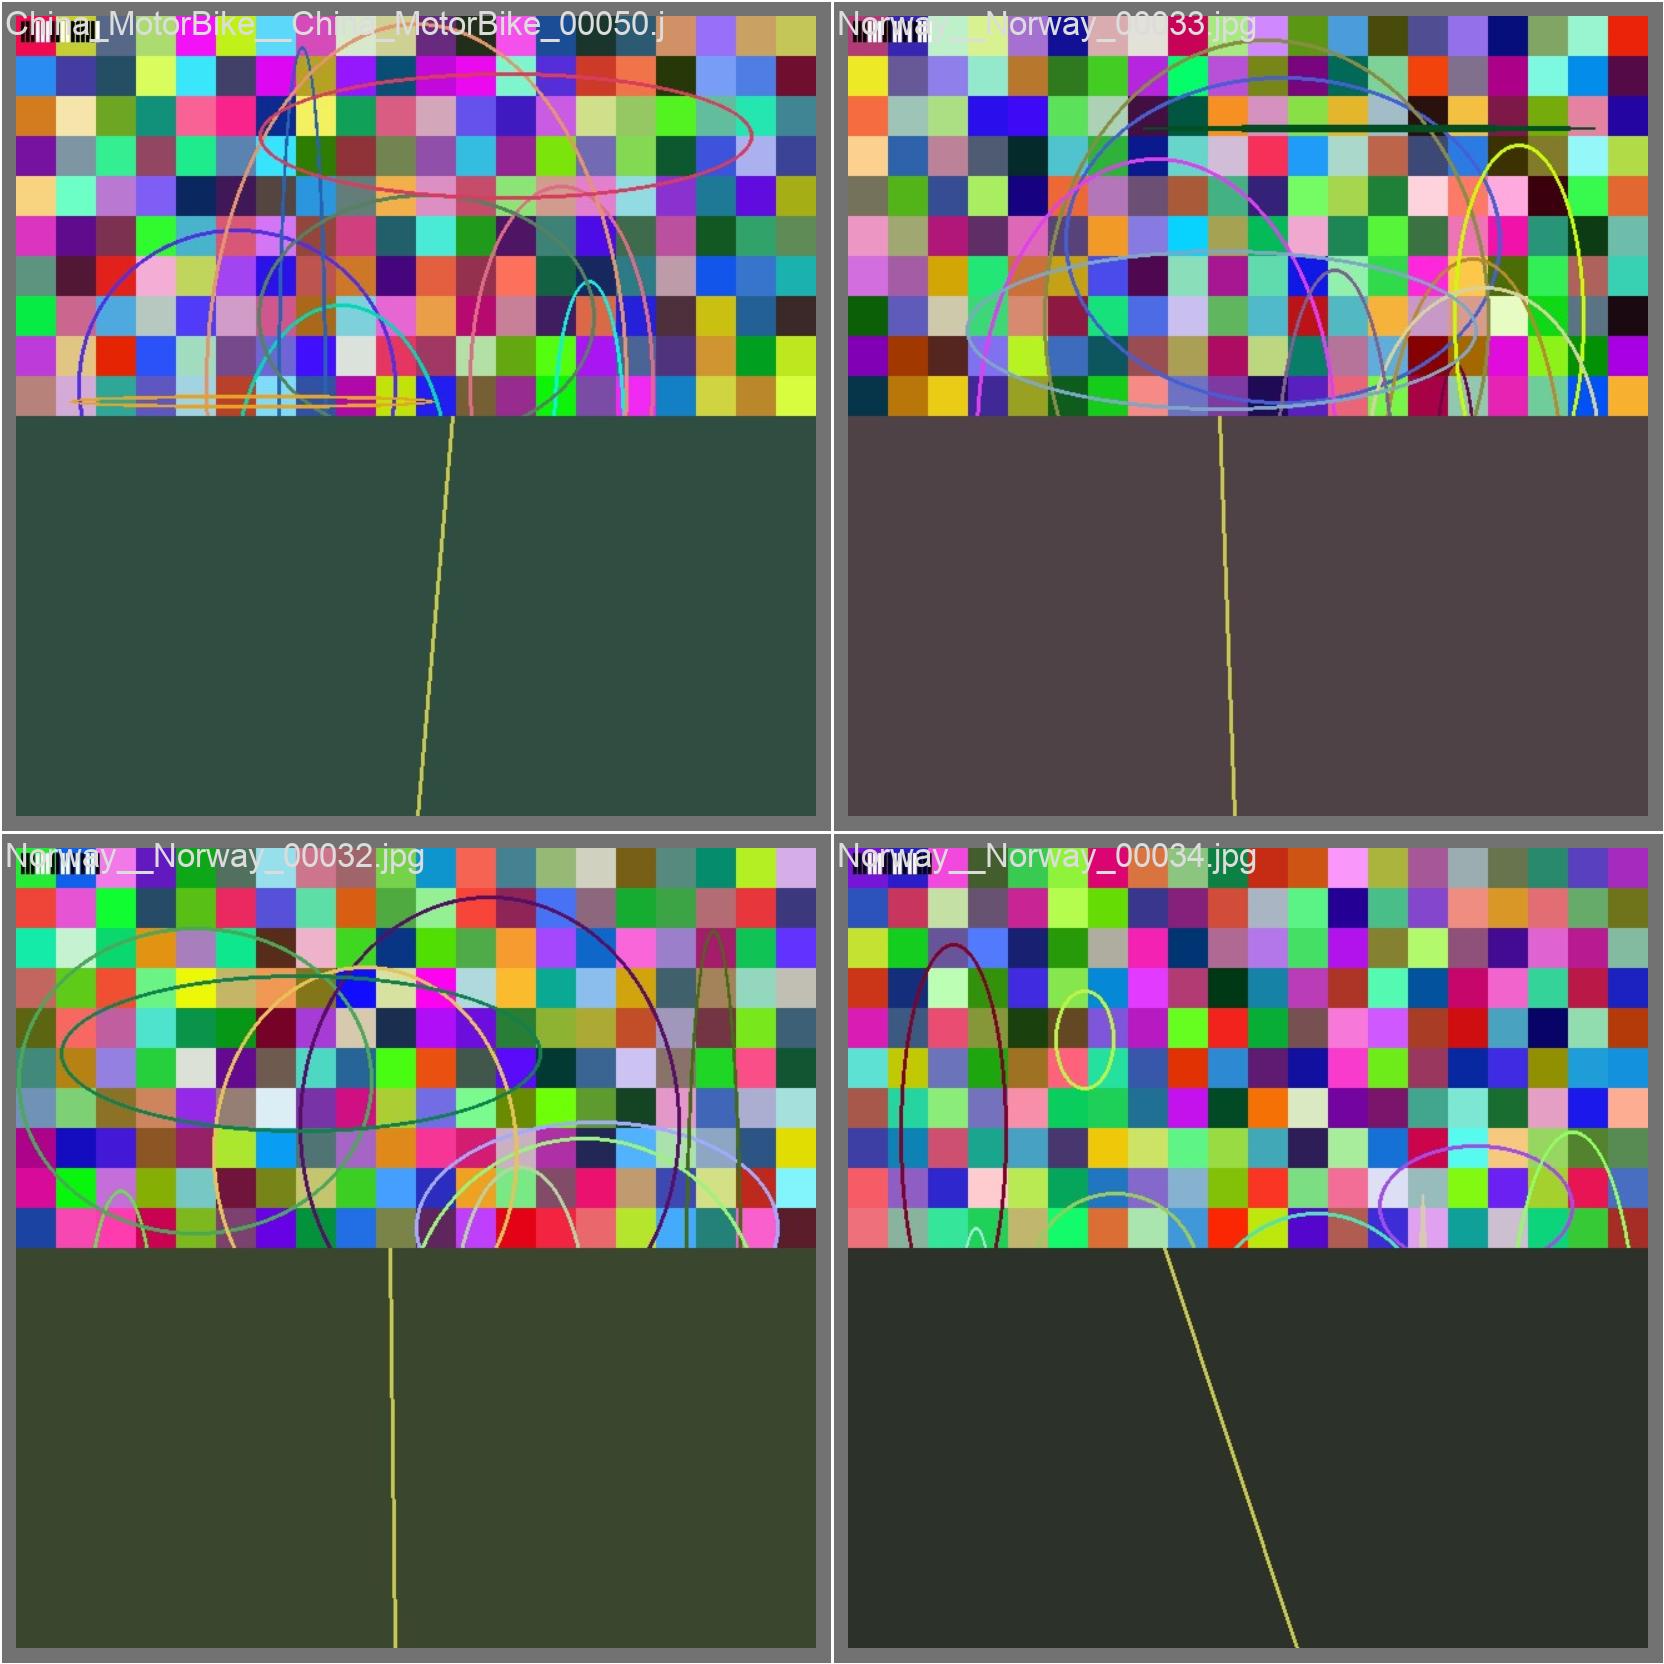 China_MotorBike__China_MotorBike_00050.j
Norway__Norway_00033.jpg
Norway__Norway_00032.jpg
Norway__Norway_00034.jpg